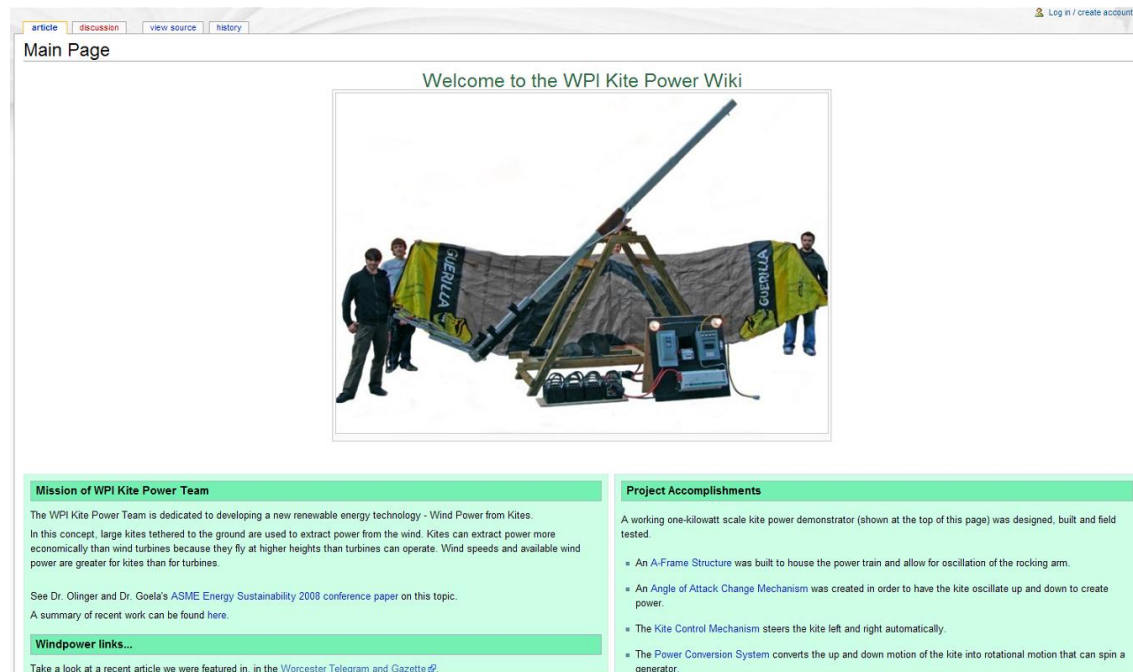 Log in / create account
article discussion view source history
Main Page
Welcome to the WPI Kite Power Wiki
GUERILLA
GUERILLA
Mission of WPI Kite Power Team
The WPI Kite Power Team is dedicated to developing a new renewable energy technology - Wind Power from Kites.
In this concept, large kites tethered to the ground are used to extract power from the wind. Kites can extract power more
economically than wind turbines because they fly at higher heights than turbines can operate. Wind speeds and available wind
power are greater for kites than for turbines.
See Dr. Olinger and Dr. Goela's ASME Energy Sustainability 2008 conference paper on this topic.
A summary of recent work can be found here.
Windpower links...
Take a look at a recent article we were featured in, in the Worcester Telegram and Gazette.
Project Accomplishments
A working one-kilowatt scale kite power demonstrator (shown at the top of this page) was designed, built and field
tested.
An A-Frame Structure was built to house the power train and allow for oscillation of the rocking arm.
An Angle of Attack Change Mechanism was created in order to have the kite oscillate up and down to create
power.
The Kite Control Mechanism steers the kite left and right automatically.
The Power Conversion System converts the up and down motion of the kite into rotational motion that can spin a
generator.